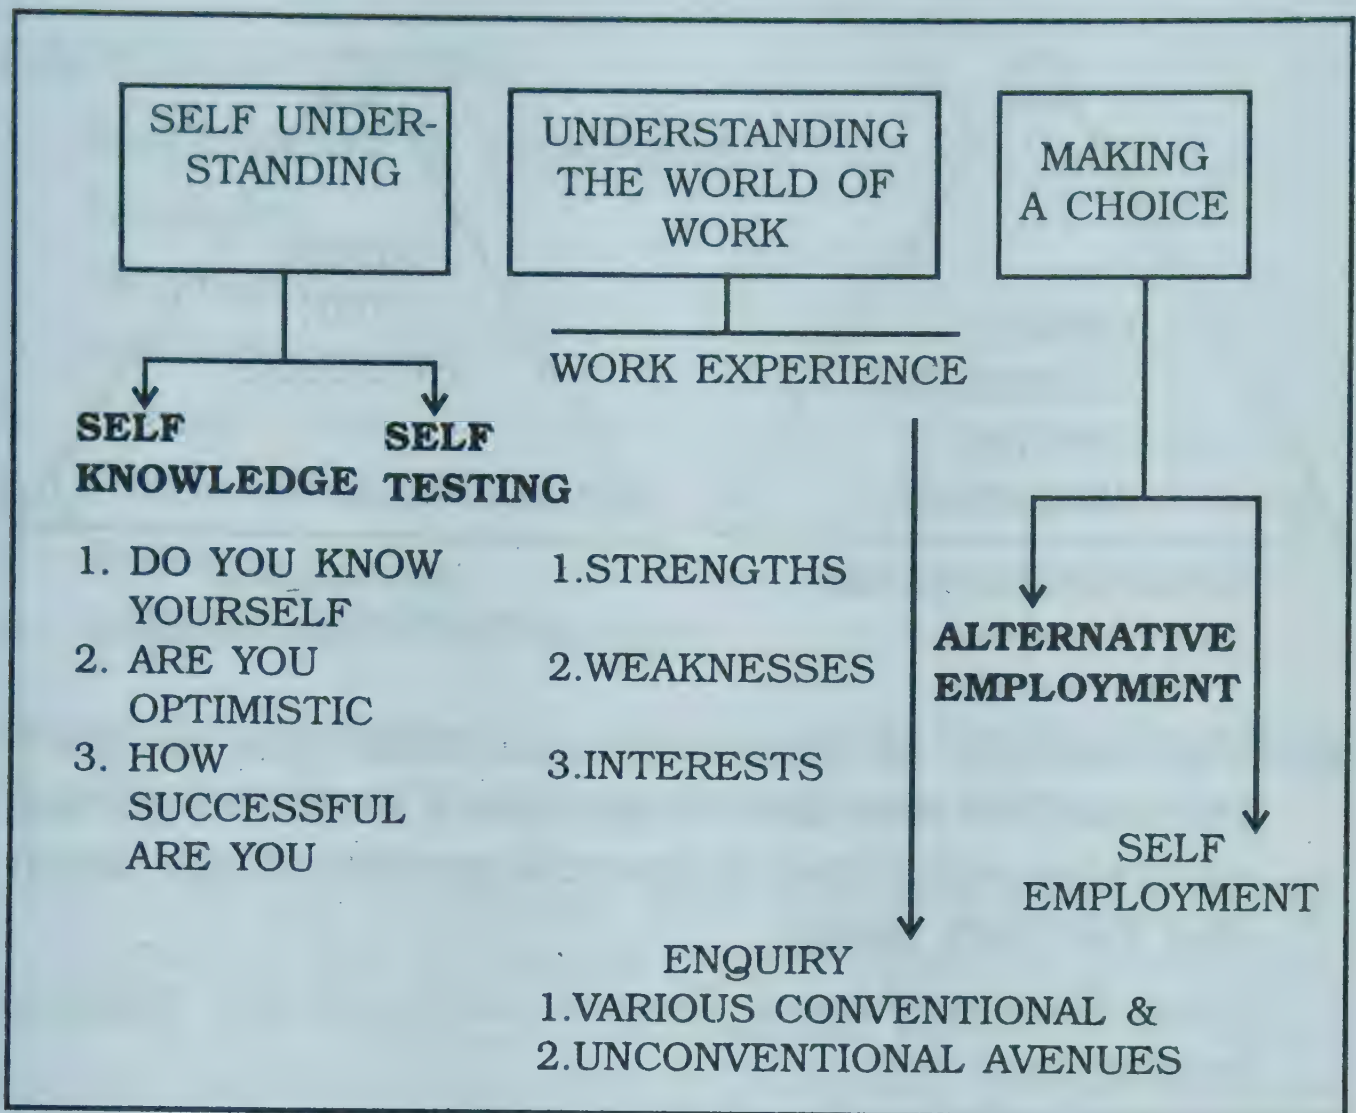 SELF UNDER-
STANDING
UNDERSTANDING
THE WORLD OF
WORK
MAKING
A CHOICE
WORK EXPERIENCE
SELF
KNOWLEDGE
SELF
TESTING
1. DO YOU KNOW
YOURSELF
2. ARE YOU
OPTIMISTIC
3. HOW
SUCCESSFUL
ARE YOU
1.STRENGTHS
2.WEAKNESSES
3.INTERESTS
ALTERNATIVE
EMPLOYMENT
SELF
EMPLOYMENT
ENQUIRY
1.VARIOUS CONVENTIONAL &
2.UNCONVENTIONAL AVENUES